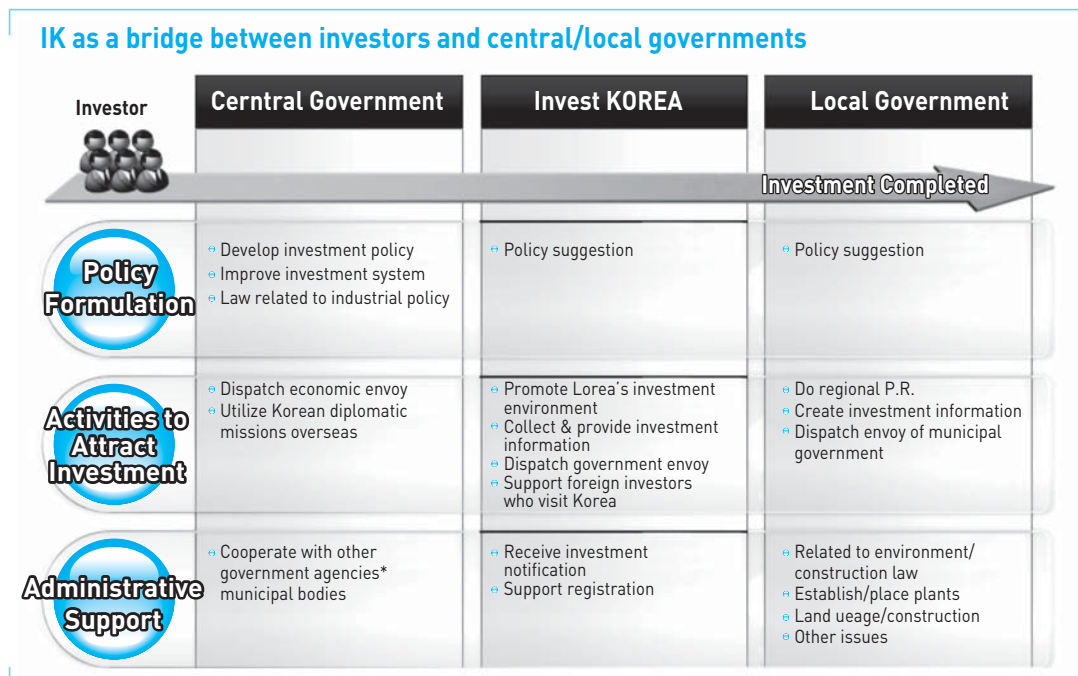 IK as a bridge between investors and central/local governments
Investor
Cerntral Government
Invest KOREA
Local Government
Investment Completed
Policy
Formulation
Develop investment policy
Improve investment system
Law related to industrial policy
Policy suggestion
Policy suggestion
Activities to
Attract
Investment
Dispatch economic envoy
Utilize Korean diplomatic
missions overseas
Promote Lorea's investment
environment
Collect & provide investment
information
Dispatch government envoy
Support foreign investors
who visit Korea
Do regional P.R.
Create investment information
Dispatch envoy of municipal
government
Administrative
Support
Cooperate with other
government agencies*
municipal bodies
Receive investment
notification
Support registration
Related to environment/
construction law
Establish/place plants
Land ueage/construction
Other issues